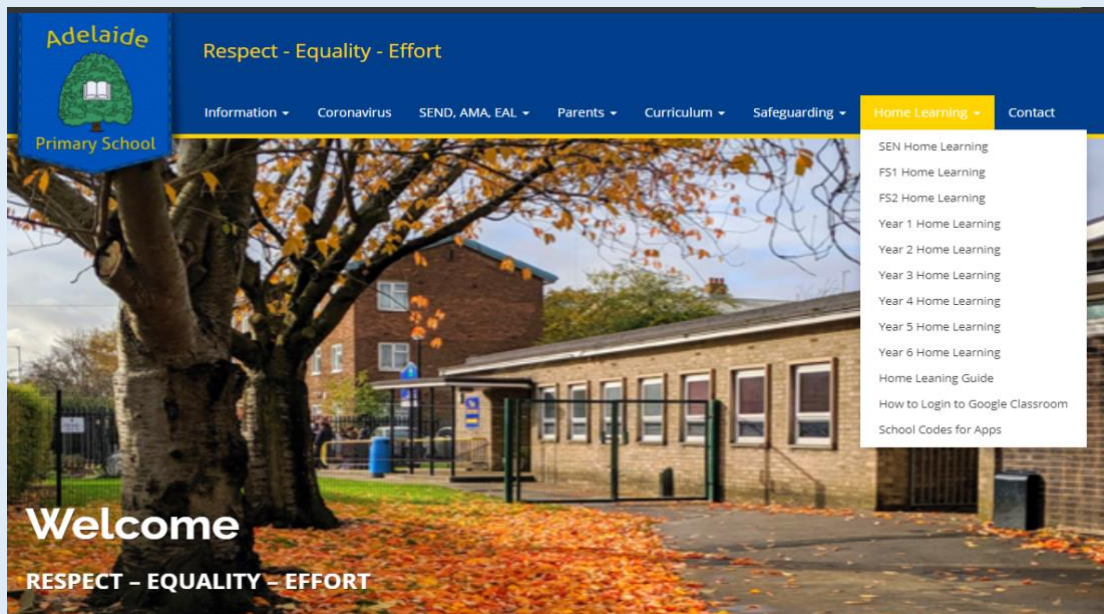 Adelaide
Primary School
Respect - Equality - Effort
Information Coronavirus SEND, AMA, EAL Parents Curriculum Safeguarding Home Learning Contact
SEN Home Learning
FS1 Home Learning
FS2 Home Learning
Year 1 Home Learning
Year 2 Home Learning
Year 3 Home Learning
Year 4 Home Learning
Year 5 Home Learning
Year 6 Home Learning
Home Leaning Guide
How to Login to Google Classroom
School Codes for Apps
Welcome
RESPECT – EQUALITY – EFFORT